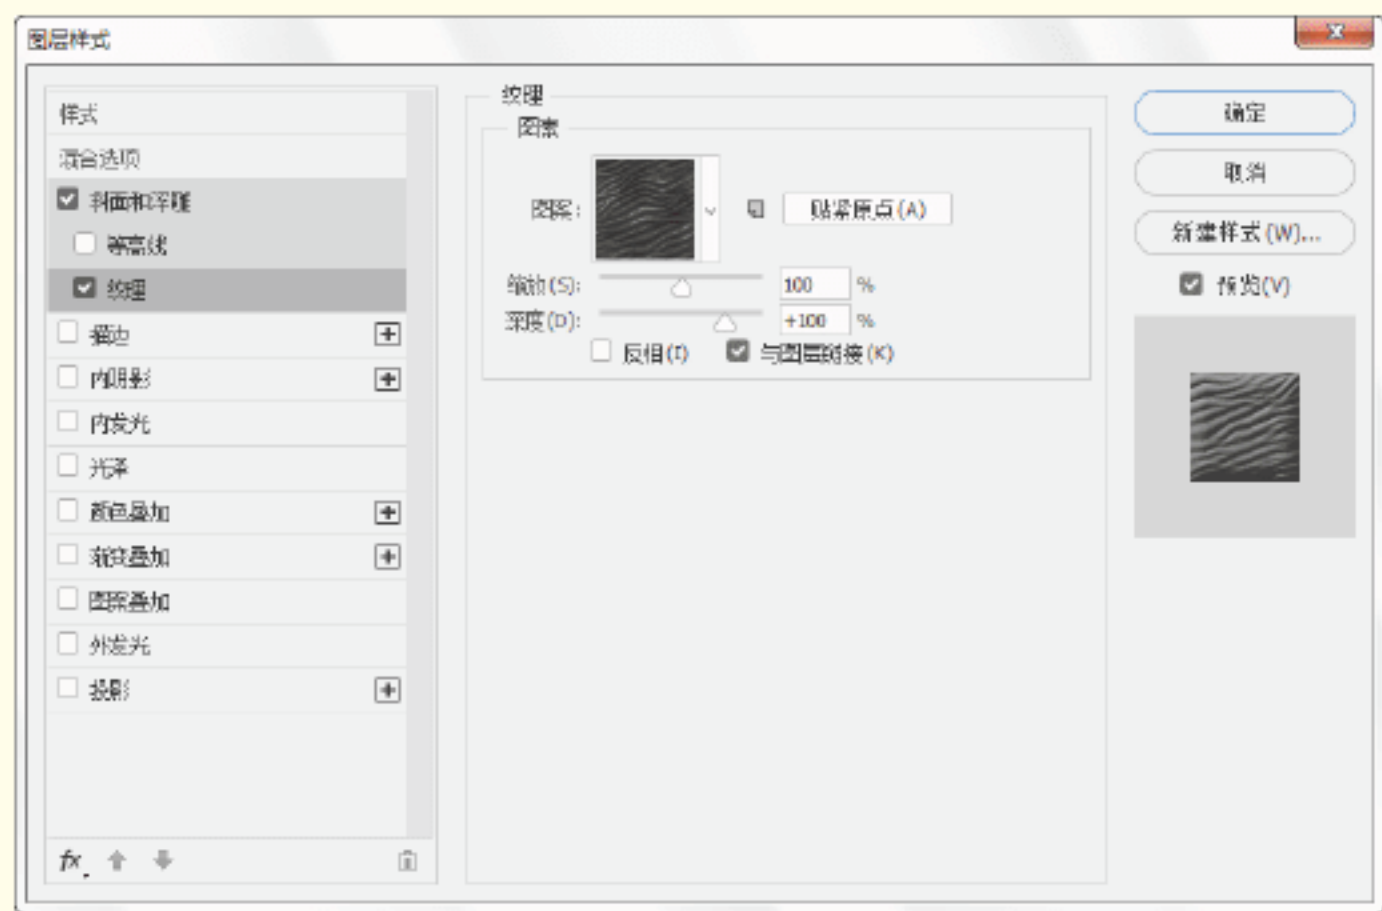 图层样式
样式
混合选项
斜面和浮雕
等高线
纹理
描边
内阴影
内发光
光泽
颜色叠加
渐变叠加
图案叠加
外发光
投影
fx
纹理
图素
图案:
贴紧原点(A)
缩放(S): 100 %
深度(D): +100 %
反相(I) 与图层链接(K)
确定
取消
新建样式(W)...
预览(V)